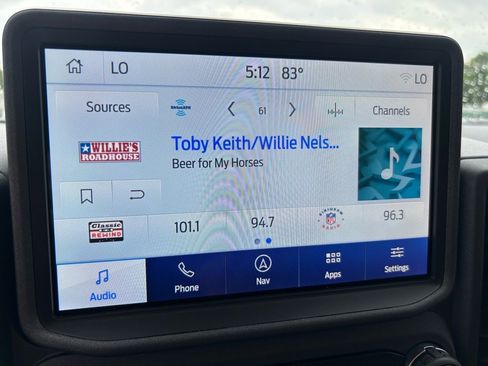 LO
5:12
83°
LO
Sources
SiriusXM
61
Channels
WILLIE'S
ROADHOUSE
Toby Keith/Willie Nels...
Beer for My Horses
Classic
REWIND
101.1
94.7
RADIO
96.3
Audio
Phone
Nav
Apps
Settings